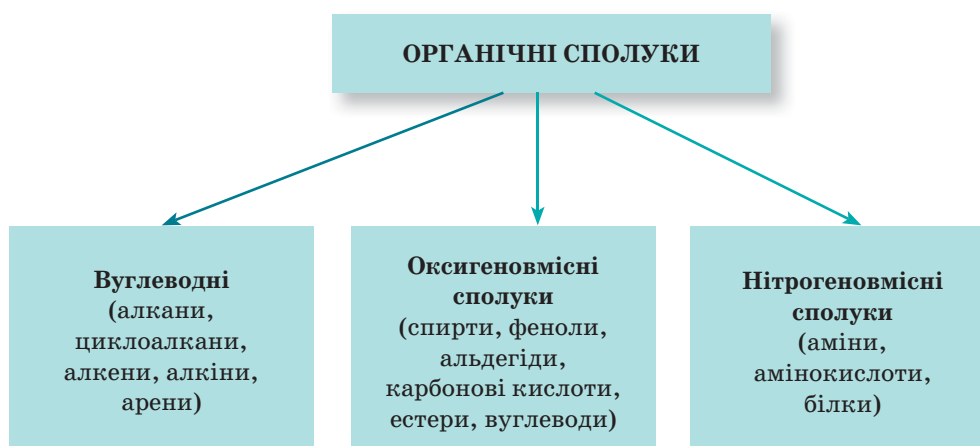 ОРГАНІЧНІ СПОЛУКИ
Вуглеводні
(алкани,
циклоалкани,
алкени, алкіни,
арени)
Оксигеновмісні
сполуки
(спирти, феноли,
альдегіди,
карбонові кислоти,
естери, вуглеводи)
Нітрогеновмісні
сполуки
(аміни,
амінокислоти,
білки)